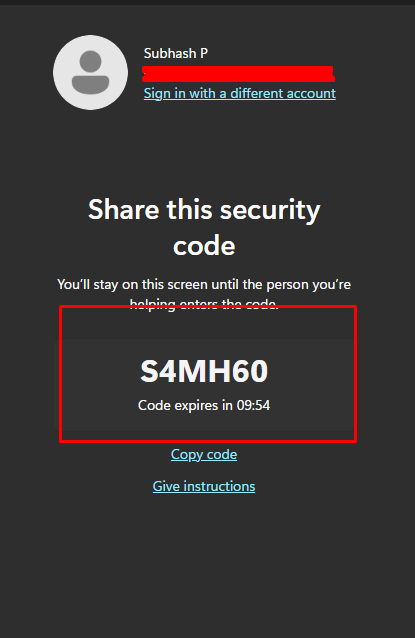 Subhash P
Sign in with a different account
Share this security
code
You'll stay on this screen until the person you're
helping enters the code.
S4MH60
Code expires in 09:54
Copy code
Give instructions